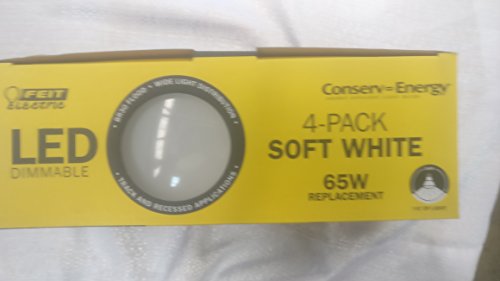 FEIT
electric
LED
DIMMABLE
BR30 FLOOD • WIDE LIGHT DISTRIBUTION •
TRACK AND RECESSED APPLICATIONS
Conserv=Energy
4-PACK
SOFT WHITE
65W
REPLACEMENT